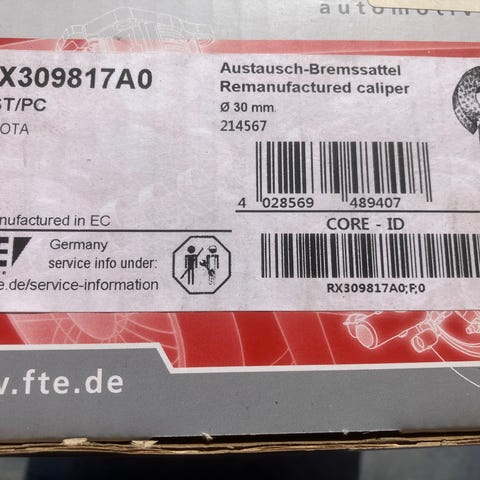 automotiv
X309817A0
ST/PC
OTA
Austausch-Bremssattel
Remanufactured caliper
Ø 30 mm.
214567
4 028569 489407
CORE - ID
RX309817A0;F;0
nufactured in EC
E
Germany
service info under:
te.de/service-information
v.fte.de